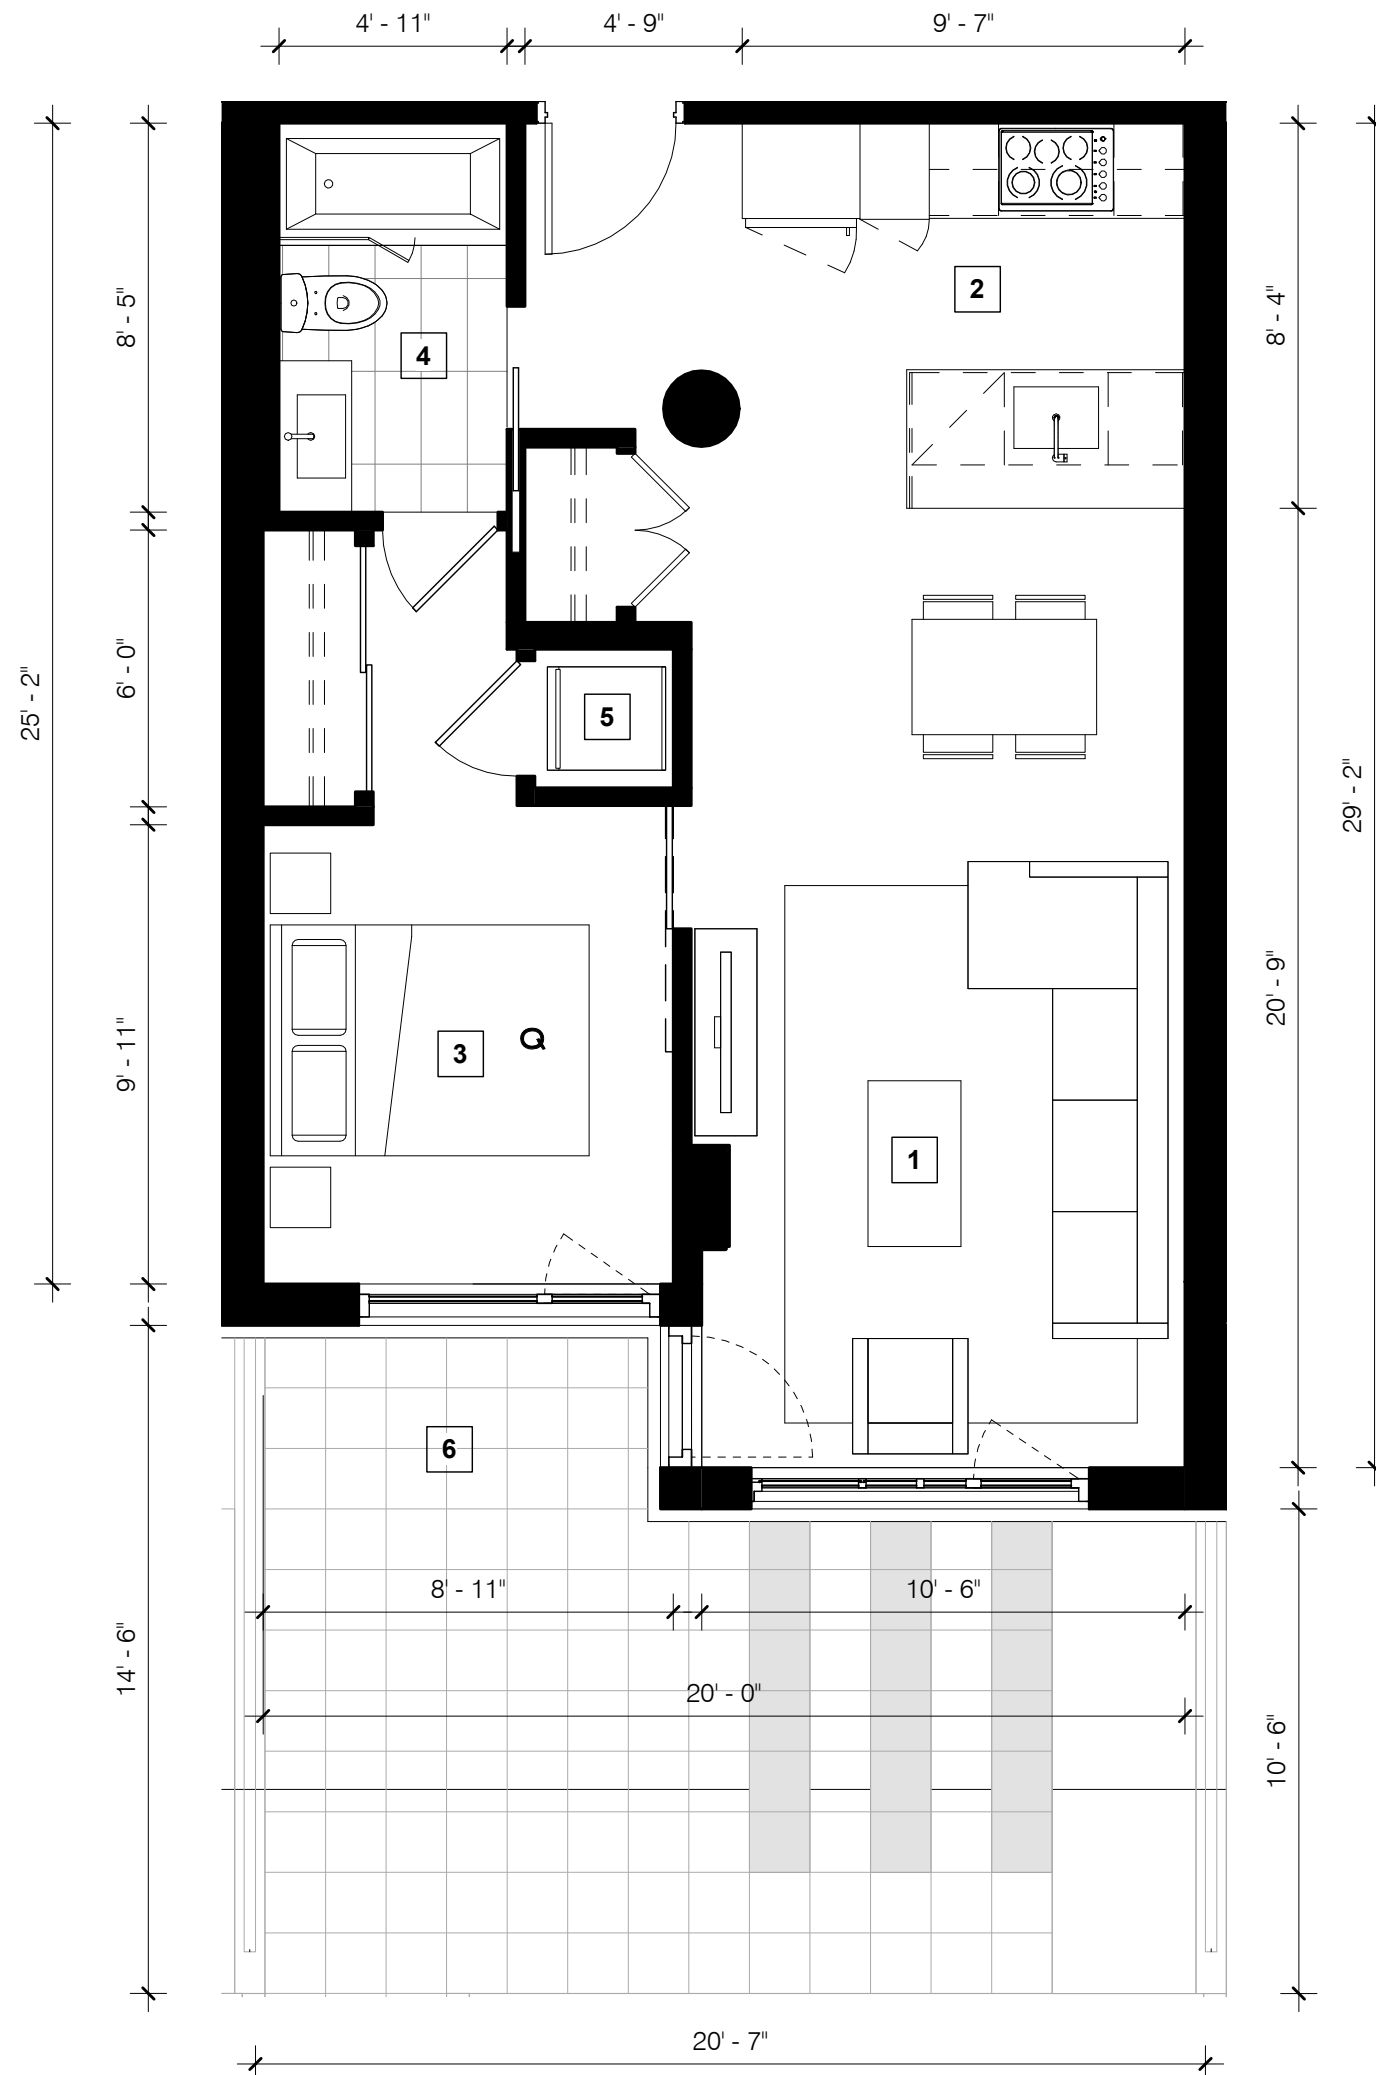 4' - 11"
4' - 9"
9' - 7"
2
8' - 5"
8' - 4"
4
6' - 0"
25' - 2"
5
29' - 2"
20' - 9"
9' - 11"
3
Q
1
6
8' - 11"
10' - 6"
14' - 6"
20' - 0"
10' - 6"
20' - 7"